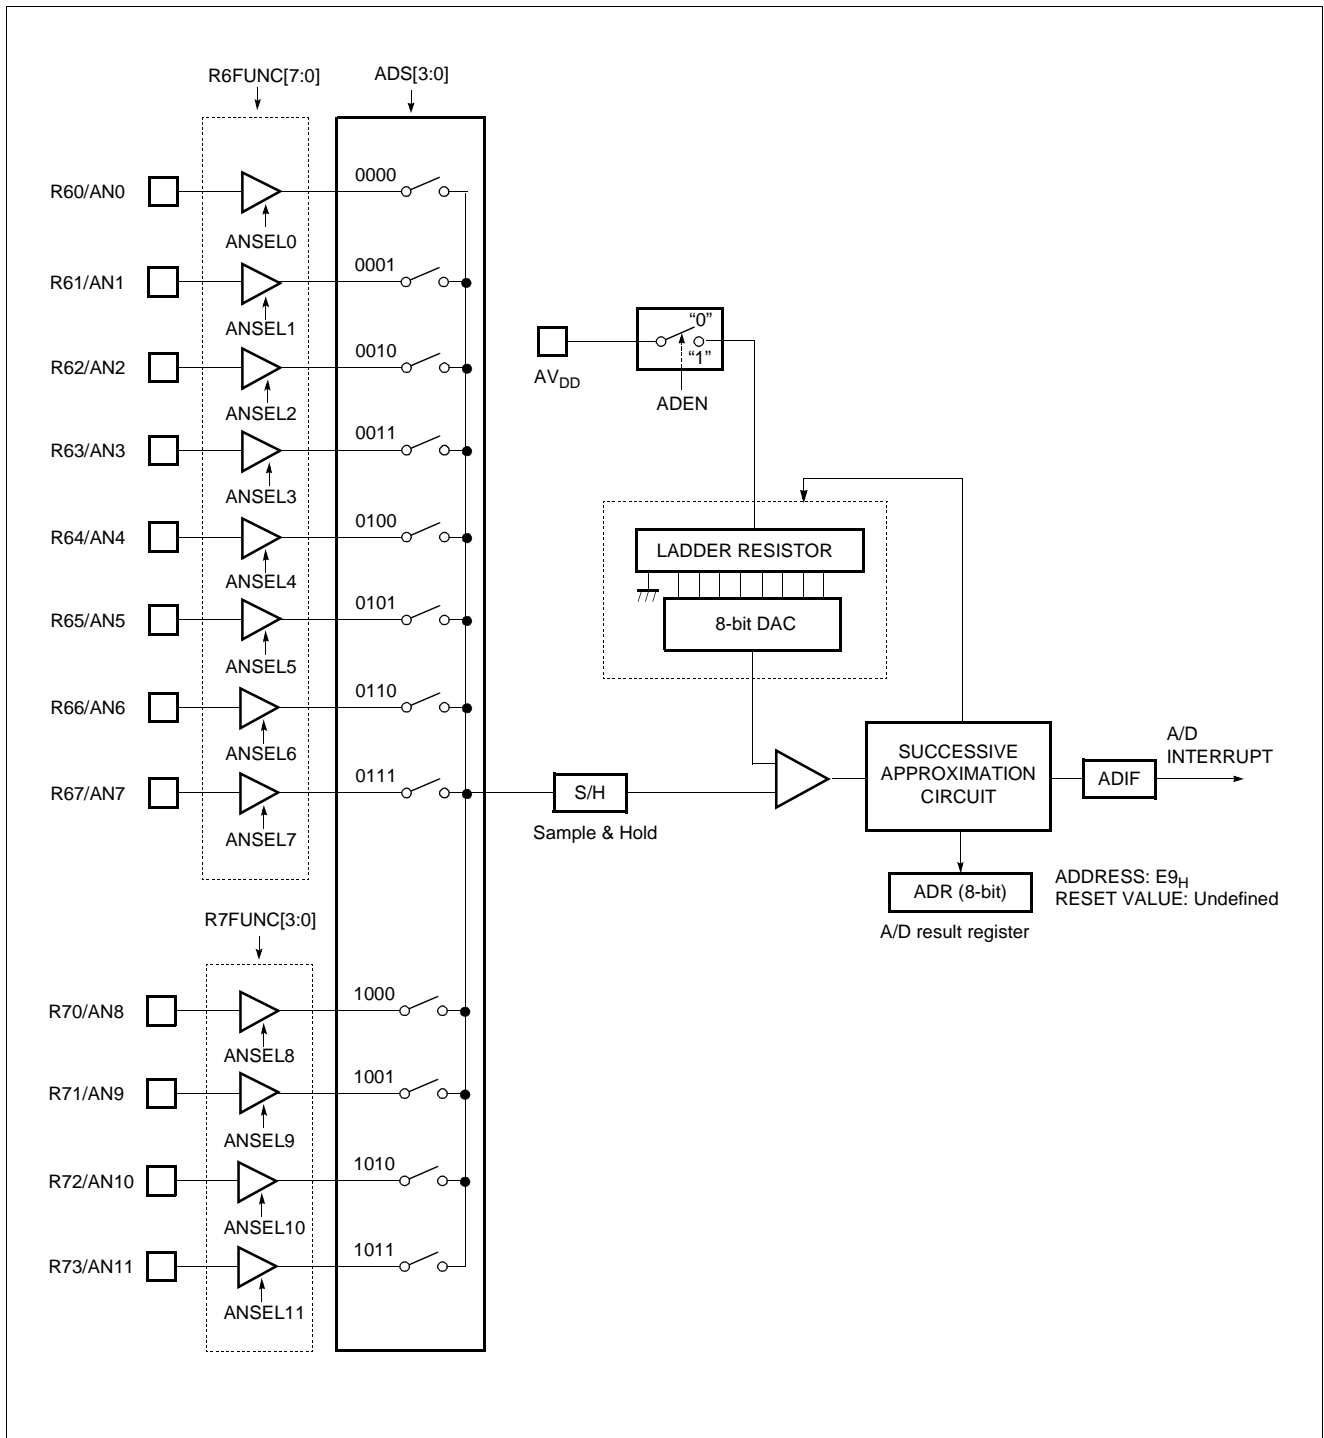 R6FUNC[7:0]
ADS[3:0]
R60/AN0
0000
ANSEL0
R61/AN1
0001
ANSEL1
R62/AN2
0010
ANSEL2
R63/AN3
0011
ANSEL3
R64/AN4
0100
ANSEL4
R65/AN5
0101
ANSEL5
R66/AN6
0110
ANSEL6
R67/AN7
0111
ANSEL7
R7FUNC[3:0]
R70/AN8
1000
ANSEL8
R71/AN9
1001
ANSEL9
R72/AN10
1010
ANSEL10
R73/AN11
1011
ANSEL11
AVDD
“0”
“1”
ADEN
LADDER RESISTOR
8-bit DAC
S/H
Sample & Hold
SUCCESSIVE
APPROXIMATION
CIRCUIT
ADIF
A/D
INTERRUPT
ADR (8-bit)
A/D result register
ADDRESS: E9H
RESET VALUE: Undefined